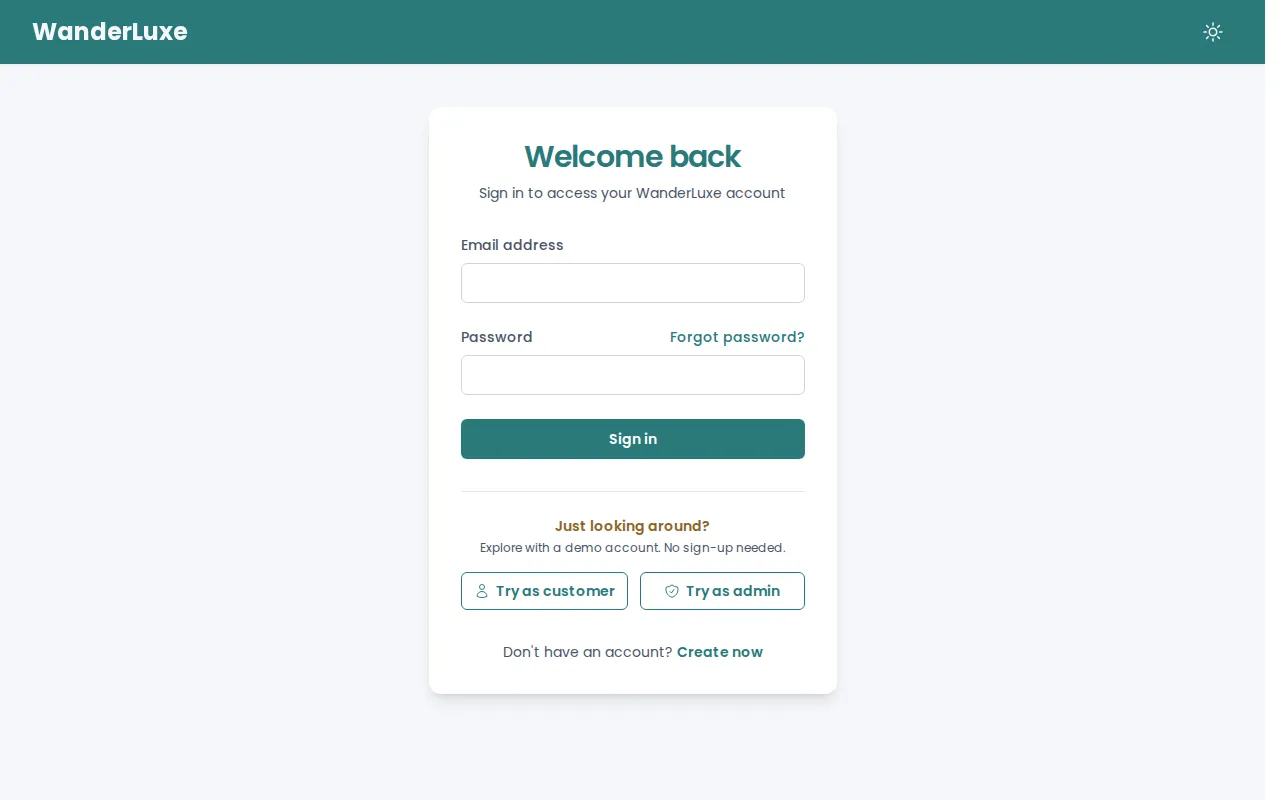 WanderLuxe
Welcome back
Sign in to access your WanderLuxe account
Email address
Password
Forgot password?
Sign in
Just looking around?
Explore with a demo account. No sign-up needed.
Try as customer
Try as admin
Don't have an account? Create now